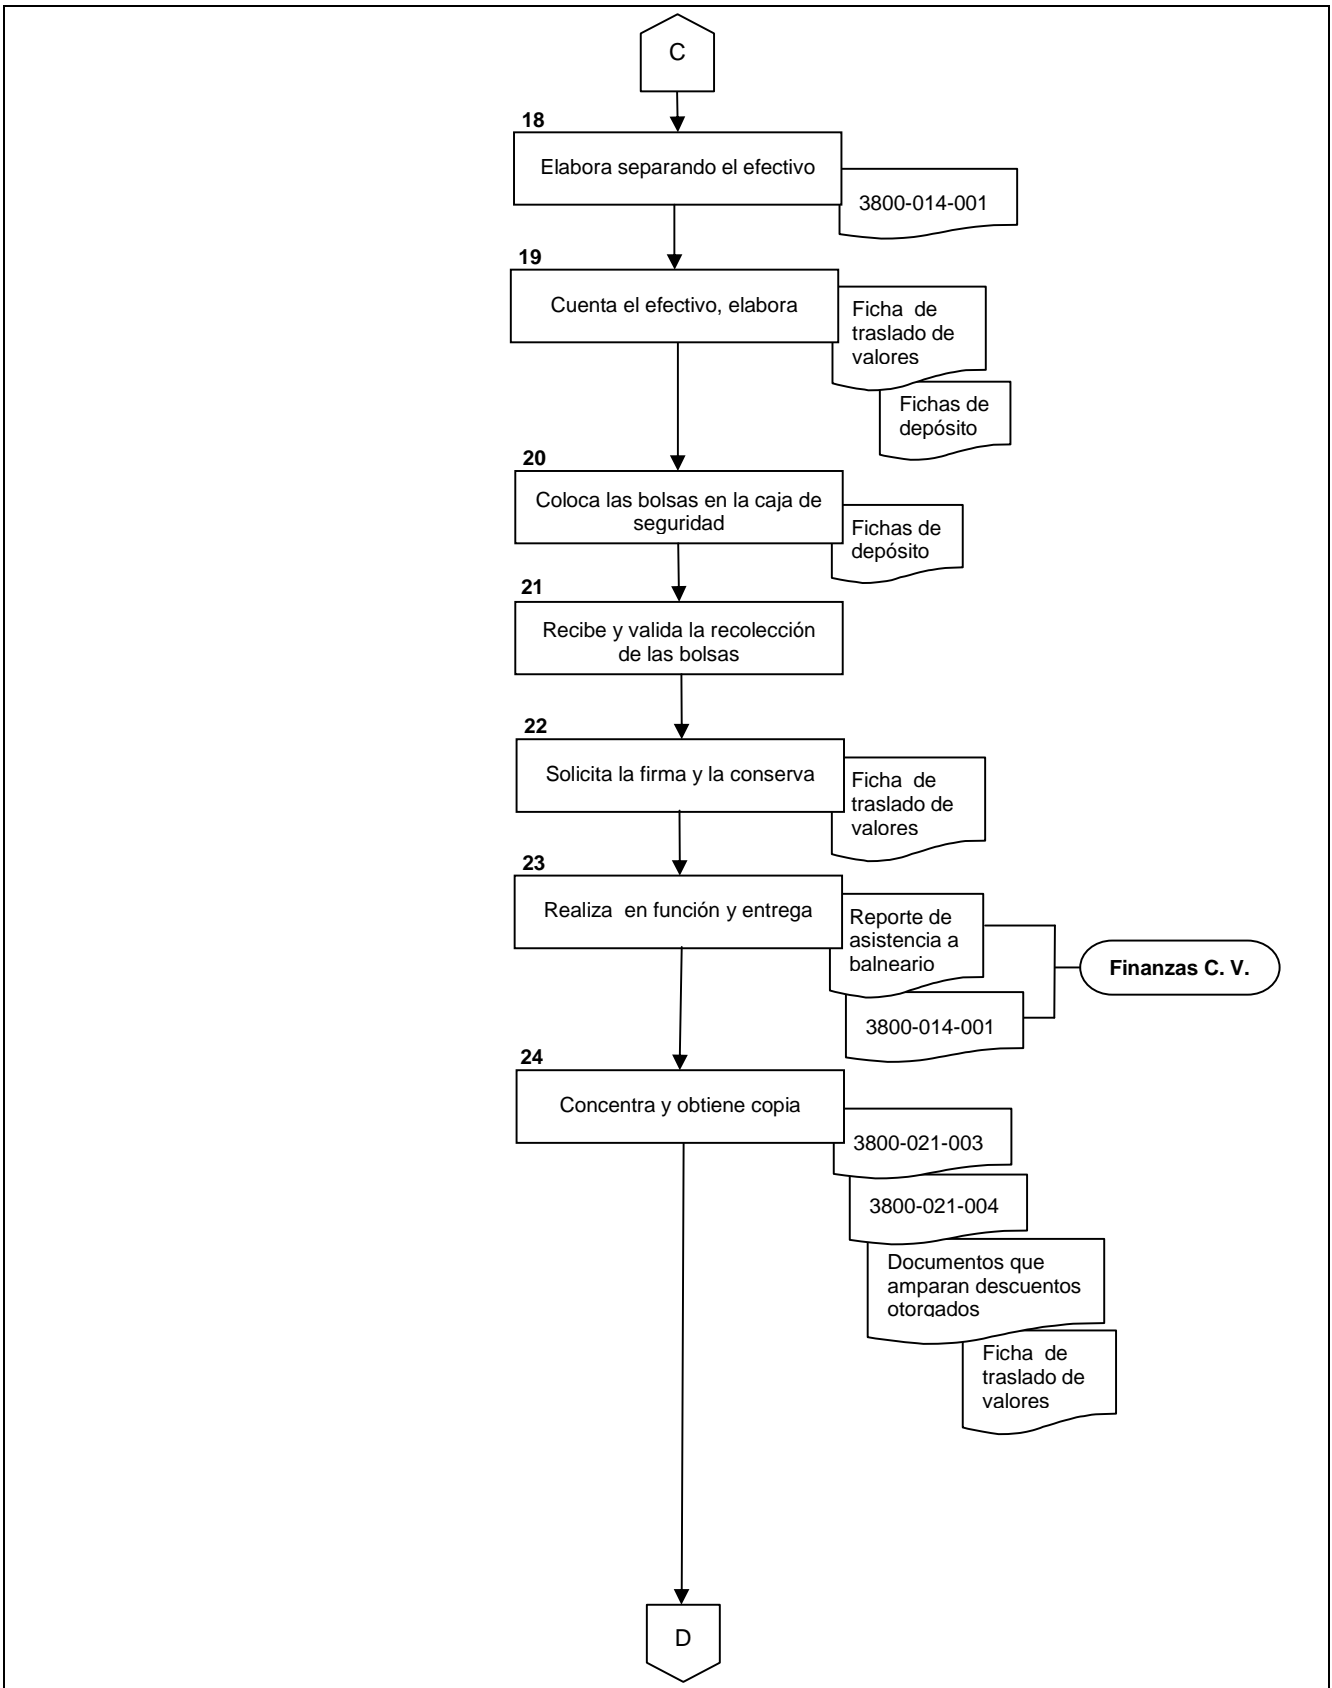 C
18
Elabora separando el efectivo
3800-014-001
19
Cuenta el efectivo, elabora
Ficha de
traslado de
valores
Fichas de
depósito
20
Coloca las bolsas en la caja de
seguridad
Fichas de
depósito
21
Recibe y valida la recolección
de las bolsas
22
Solicita la firma y la conserva
Ficha de
traslado de
valores
23
Realiza en función y entrega
Reporte de
asistencia a
balneario
Finanzas C. V.
3800-014-001
24
Concentra y obtiene copia
3800-021-003
3800-021-004
Documentos que
amparan descuentos
otorgados
Ficha de
traslado de
valores
D